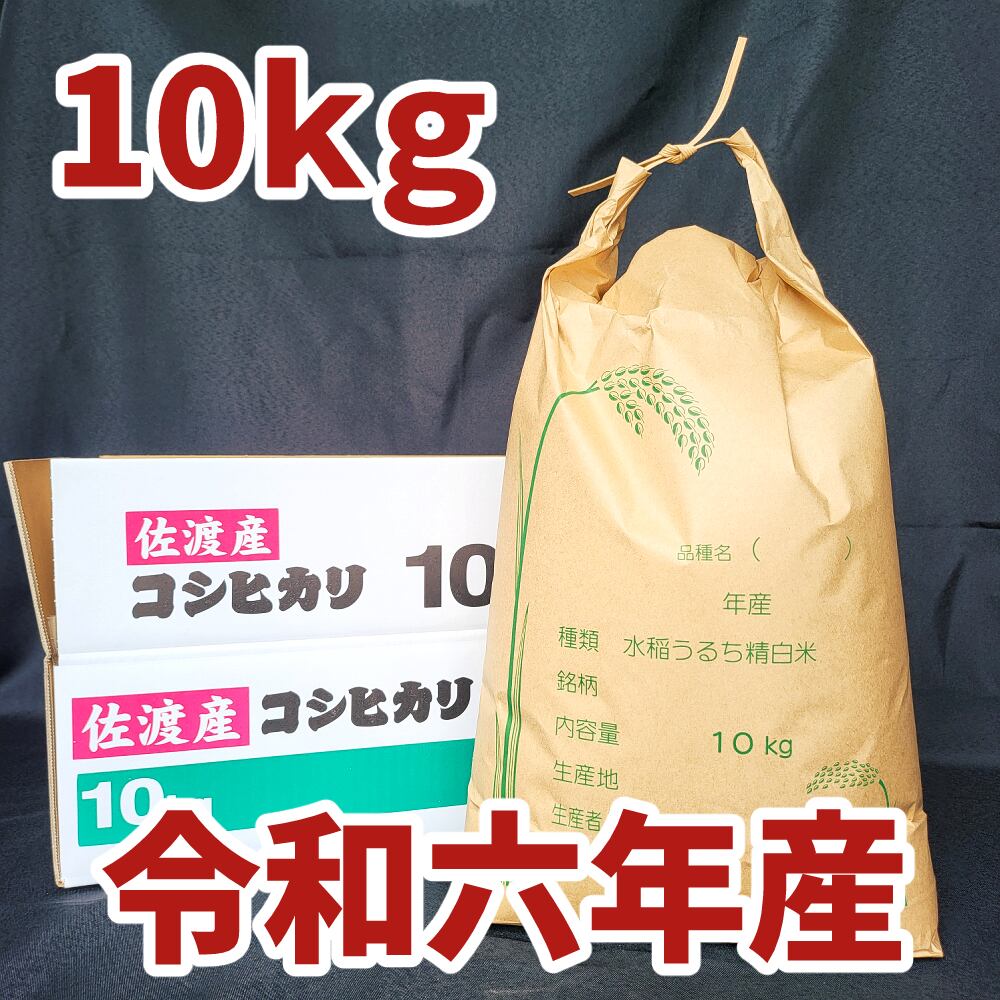 10kg
佐渡産
コシヒカリ 10
佐渡産 コシヒカリ
10kg
品種名 ( )
年産
種類 水稲うるち精白米
銘柄
内容量 10kg
生産地
生産者
令和六年産